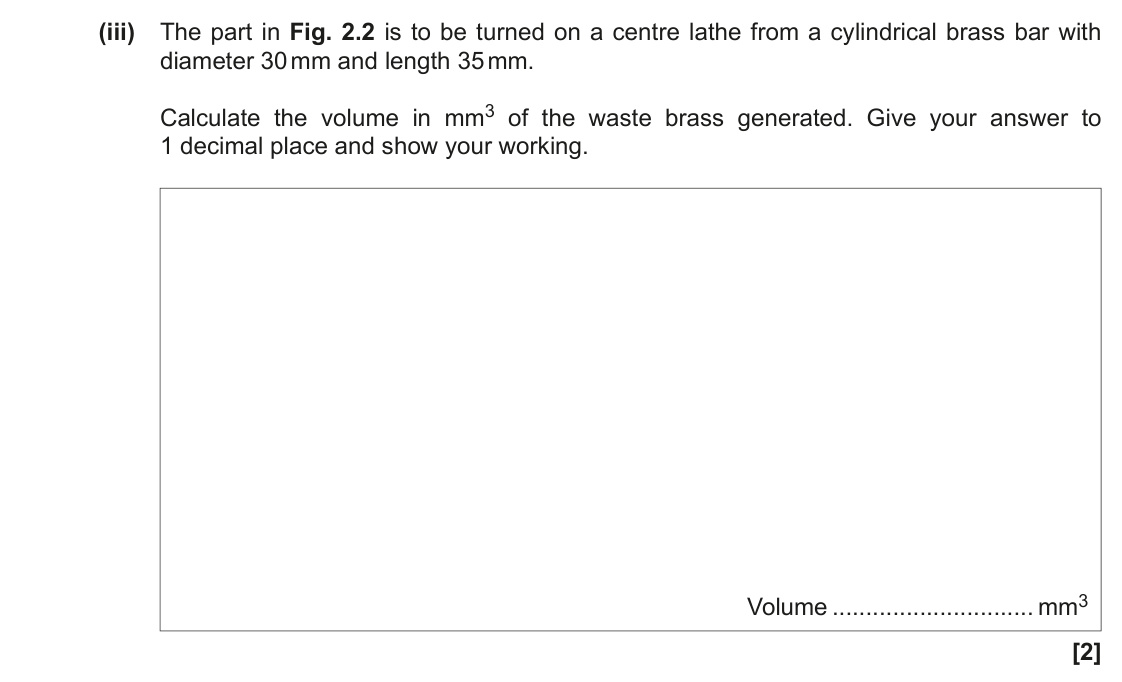 (iii) The part in Fig. 2.2 is to be turned on a centre lathe from a cylindrical brass bar with
diameter 30 mm and length 35 mm.
Calculate the volume in mm³ of the waste brass generated. Give your answer to
1 decimal place and show your working.
Volume .............................. mm³
[2]